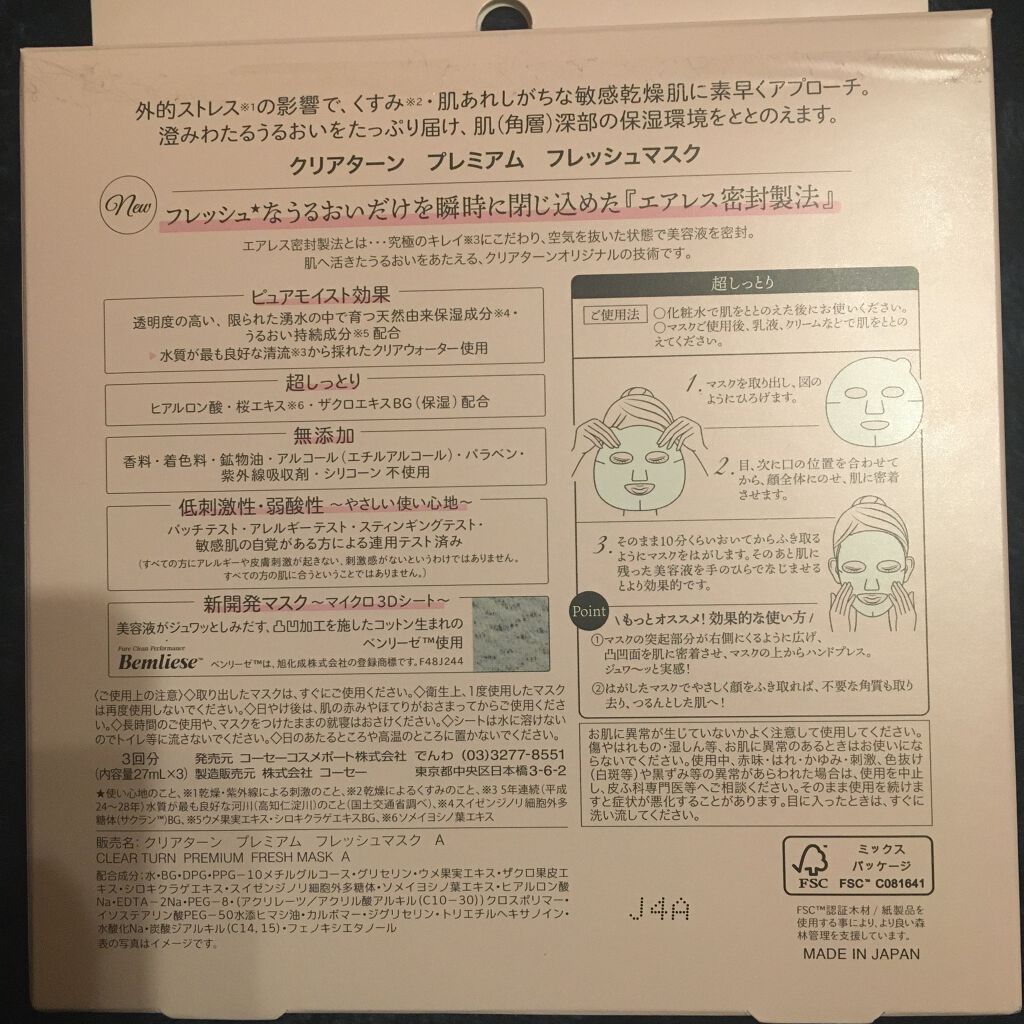 外的ストレス※1の影響で、くすみ※2・肌あれしがちな敏感乾燥肌に素早くアプローチ。
澄みわたるうるおいをたっぷり届け、肌(角層)深部の保湿環境をととのえます。
クリアターン プレミアム フレッシュマスク
New
フレッシュ★なうるおいだけを瞬時に閉じ込めた『エアレス密封製法』
エアレス密封製法とは・・・究極のキレイ※3にこだわり、空気を抜いた状態で美容液を密封。
肌へ活きたうるおいをあたえる、クリアターンオリジナルの技術です。
ピュアモイスト効果
透明度の高い、限られた湧水の中で育つ天然由来保湿成分※4・
うるおい持続成分※5配合
水質が最も良好な清流※3から採れたクリアウォーター使用
超しっとり
ヒアルロン酸・桜エキス※6・ザクロエキスBG(保湿)配合
無添加
香料・着色料・鉱物油・アルコール(エチルアルコール)・パラベン・
紫外線吸収剤・シリコーン 不使用
低刺激性・弱酸性 ～やさしい使い心地～
パッチテスト・アレルギーテスト・スティンギングテスト・
敏感肌の自覚がある方による連用テスト済み
(すべての方にアレルギーや皮膚刺激が起きない、刺激感がないというわけではありません。
すべての方の肌に合うということではありません。)
新開発マスク～マイクロ3Dシート～
美容液がジュワッとしみだす、凸凹加工を施したコットン生まれの
ベンリーゼ™使用
Pure Clean Performance
Bemliese™
ベンリーゼ™は、旭化成株式会社の登録商標です。F48J244
超しっとり
ご使用法
○化粧水で肌をととのえた後にお使いください。
○マスクご使用後、乳液、クリームなどで肌をととの
えてください。
1. マスクを取り出し、図の
ようにひろげます。
2. 目、次に口の位置を合わせて
から、顔全体にのせ、肌に密着
させます。
3. そのまま10分くらいおいてからふき取る
ようにマスクをはがします。そのあと肌に
残った美容液を手のひらでなじませる
とより効果的です。
Point
\もっとオススメ!効果的な使い方/
①マスクの突起部分が右側にくるように広げ、
凸凹面を肌に密着させ、マスクの上からハンドプレス。
ジュワ～ッと実感!
②はがしたマスクでやさしく顔をふき取れば、不要な角質も取り
去り、つるんとした肌へ!
〈ご使用上の注意〉◇取り出したマスクは、すぐにご使用ください。◇衛生上、1度使用したマスク
は再度使用しないでください。◇日やけ後は、肌の赤みやほてりがおさまってからご使用くださ
い。◇長時間のご使用や、マスクをつけたままの就寝はおさけください。◇シートは水に溶けない
のでトイレ等に流さないでください。◇日のあたるところや高温のところに置かないでください。
3回分 発売元 コーセーコスメポート株式会社 でんわ (03)3277-8551
(内容量27mL×3) 製造販売元 株式会社 コーセー 東京都中央区日本橋3-6-2
★使い心地のこと、※1乾燥・紫外線による刺激のこと、※2乾燥によるくすみのこと、※3 5年連続(平成
24～28年)水質が最も良好な河川(高知仁淀川)のこと(国土交通省調べ)、※4スイゼンジノリ細胞外多
糖体(サクラン™)BG、※5ウメ果実エキス・シロキクラゲエキスBG、※6ソメイヨシノ葉エキス
お肌に異常が生じていないかよく注意して使用してください。
傷やはれもの・湿しん等、お肌に異常のあるときはお使いにな
らないでください。使用中、赤味・はれ・かゆみ・刺激、色抜け
(白斑等)や黒ずみ等の異常があらわれた場合は、使用を中止
し、皮ふ科専門医等へご相談ください。そのまま使用を続けま
すと症状が悪化することがあります。目に入ったときは、すぐに
洗い流してください。
販売名:クリアターン プレミアム フレッシュマスク A
CLEAR TURN PREMIUM FRESH MASK A
配合成分:水・BG・DPG・PPG-10メチルグルコース・グリセリン・ウメ果実エキス・ザクロ果皮エ
キス・シロキクラゲエキス・スイゼンジノリ細胞外多糖体・ソメイヨシノ葉エキス・ヒアルロン酸
Na・EDTA-2Na・PEG-8・(アクリレーツ/アクリル酸アルキル(C10-30))クロスポリマー・
イソステアリン酸PEG-50水添ヒマシ油・カルボマー・ジグリセリン・トリエチルヘキサノイン・
水酸化Na・炭酸ジアルキル(C14,15)・フェノキシエタノール
表の写真はイメージです。
J4A
FSC
ミックス
パッケージ
FSC™ C081641
FSC™認証木材/紙製品を
使用する事により、より良い森
林管理を支援しています。
MADE IN JAPAN